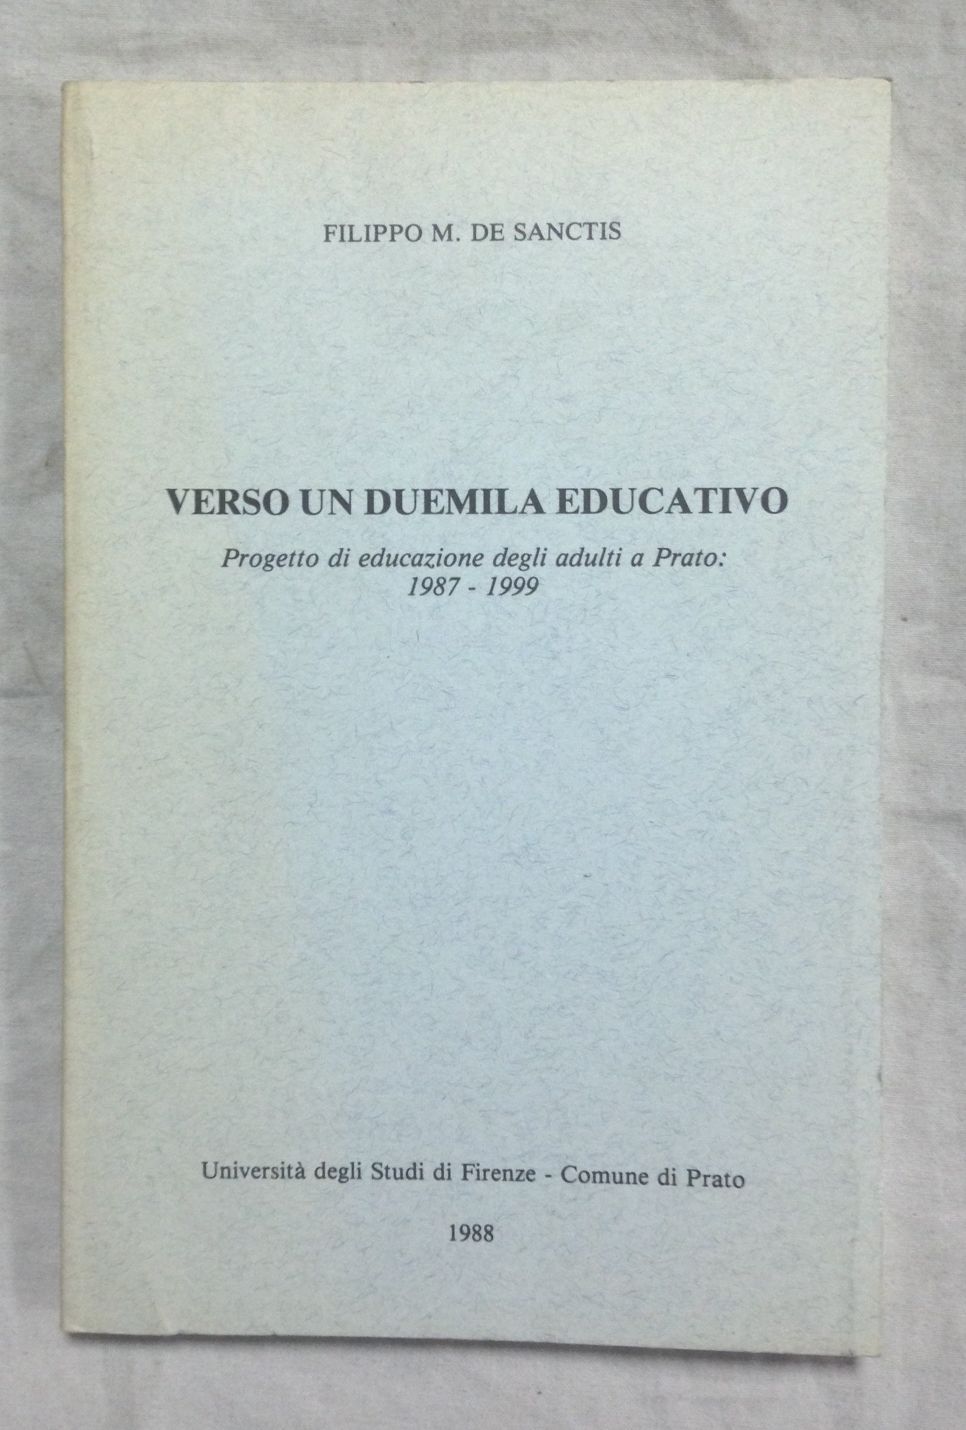 FILIPPO M. DE SANCTIS
VERSO UN DUEMILA EDUCATIVO
Progetto di educazione degli adulti a Prato:
1987 - 1999
Università degli Studi di Firenze - Comune di Prato
1988